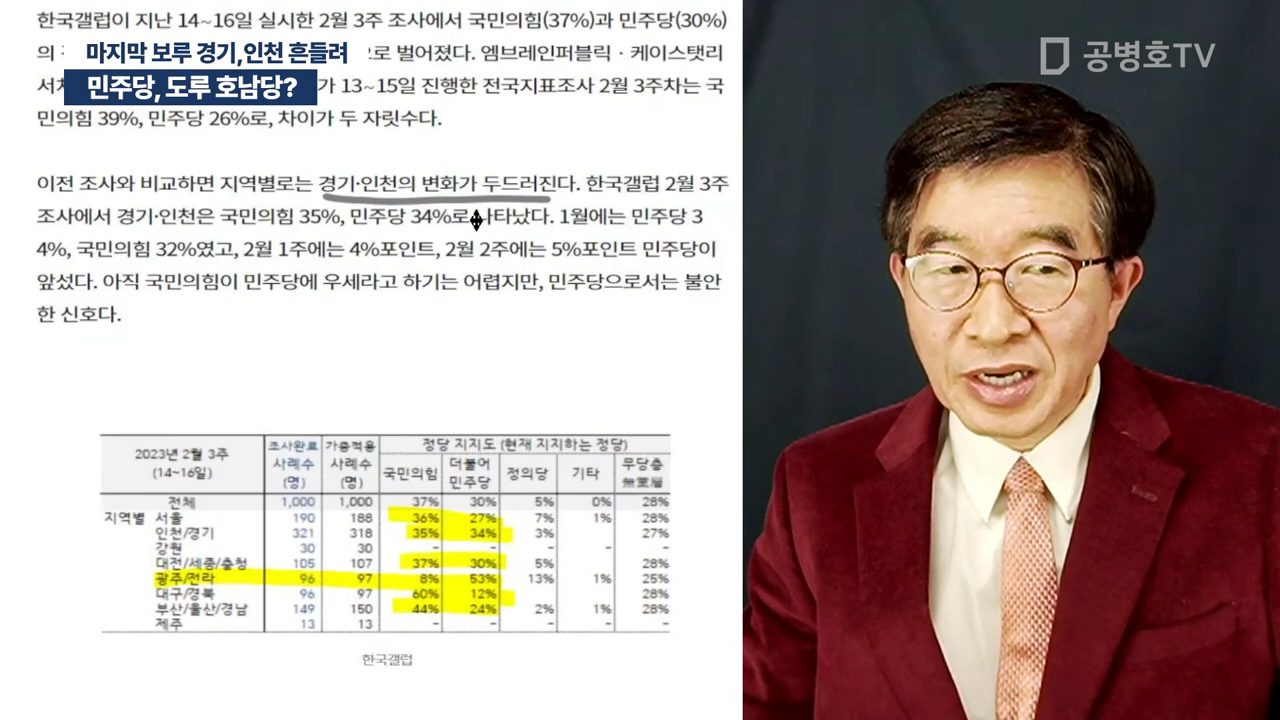 한국갤럽이 지난 14~16일 실시한 2월 3주 조사에서 국민의힘(37%)과 민주당(30%)
의
마지막 보루 경기,인천 흔들려
로 벌어졌다. 엠브레인퍼블릭·케이스탯리
서치
민주당, 도루 호남당?
가 13~15일 진행한 전국지표조사 2월 3주차는 국
민의힘 39%, 민주당 26%로, 차이가 두 자릿수다.
이전 조사와 비교하면 지역별로는 경기·인천의 변화가 두드러진다. 한국갤럽 2월 3주
조사에서 경기·인천은 국민의힘 35%, 민주당 34%로 나타났다. 1월에는 민주당 3
4%, 국민의힘 32%였고, 2월 1주에는 4%포인트, 2월 2주에는 5%포인트 민주당이
앞섰다. 아직 국민의힘이 민주당에 우세라고 하기는 어렵지만, 민주당으로서는 불안
한 신호다.
2023년 2월 3주 (14~16일) 조사완료 사례수 (명) 가중적용 사례수 (명) 정당 지지도 (현재 지지하는 정당)
국민의힘 더불어 민주당 정의당 기타 무당층 無黨層
전체 1,000 1,000 37% 30% 5% 0% 28%
지역별 서울 190 188 36% 27% 7% 1% 28%
인천/경기 321 318 35% 34% 3% 27%
강원 30 30 - - - - -
대전/세종/충청 105 107 37% 30% 5% 28%
광주/전라 96 97 8% 53% 13% 1% 25%
대구/경북 96 97 60% 12% 28%
부산/울산/경남 149 150 44% 24% 2% 1% 28%
제주 13 13 - - - - -
한국갤럽
공병호TV